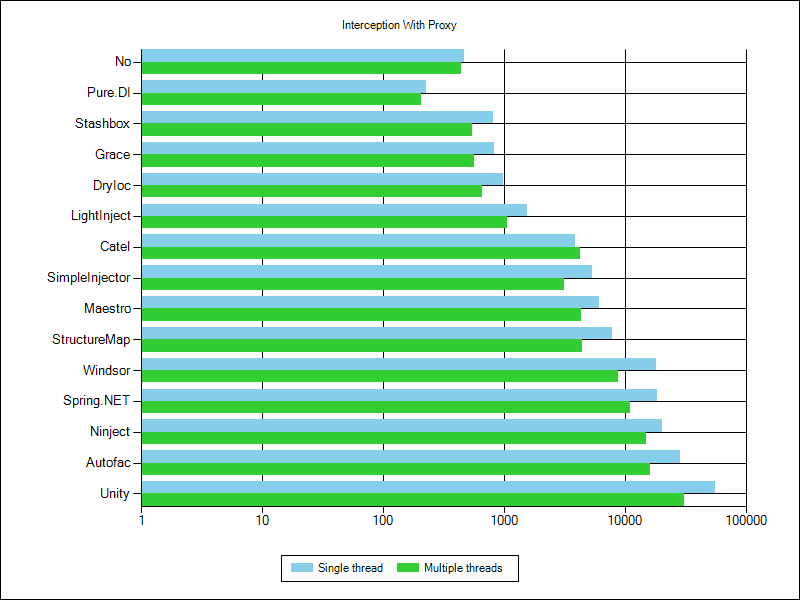 Interception With Proxy
No
Pure.DI
Stashbox
Grace
DryIoc
LightInject
Catel
SimpleInjector
Maestro
StructureMap
Windsor
Spring.NET
Ninject
Autofac
Unity
1 10 100 1000 10000 100000
Single thread Multiple threads